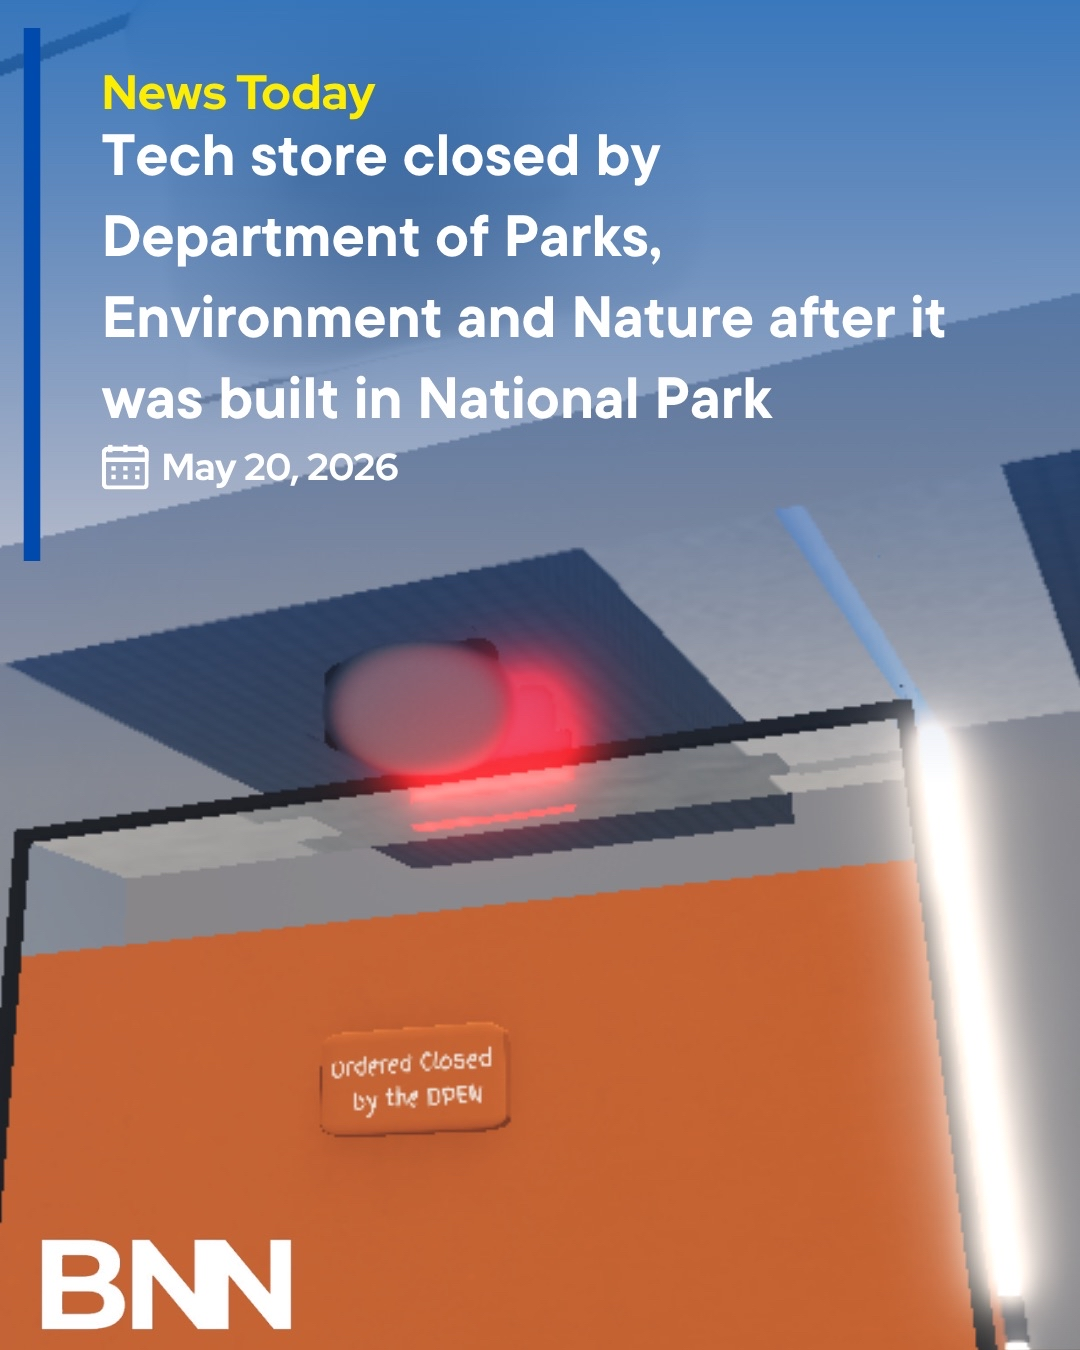 News Today
Tech store closed by
Department of Parks,
Environment and Nature after it
was built in National Park
May 20, 2026
Ordered Closed
by the DPEN
BNN